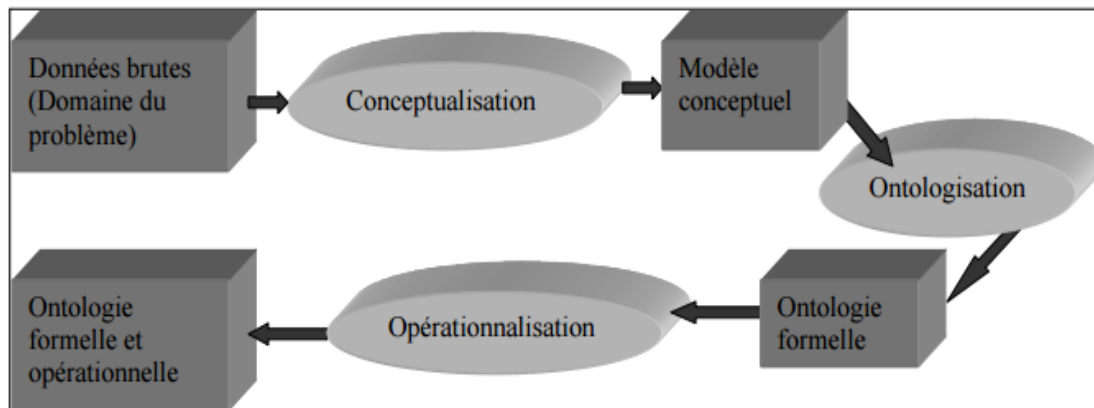 Données brutes
(Domaine du
problème)
Conceptualisation
Modèle
conceptuel
Ontologisation
Ontologie
formelle
Opérationnalisation
Ontologie
formelle et
opérationnelle